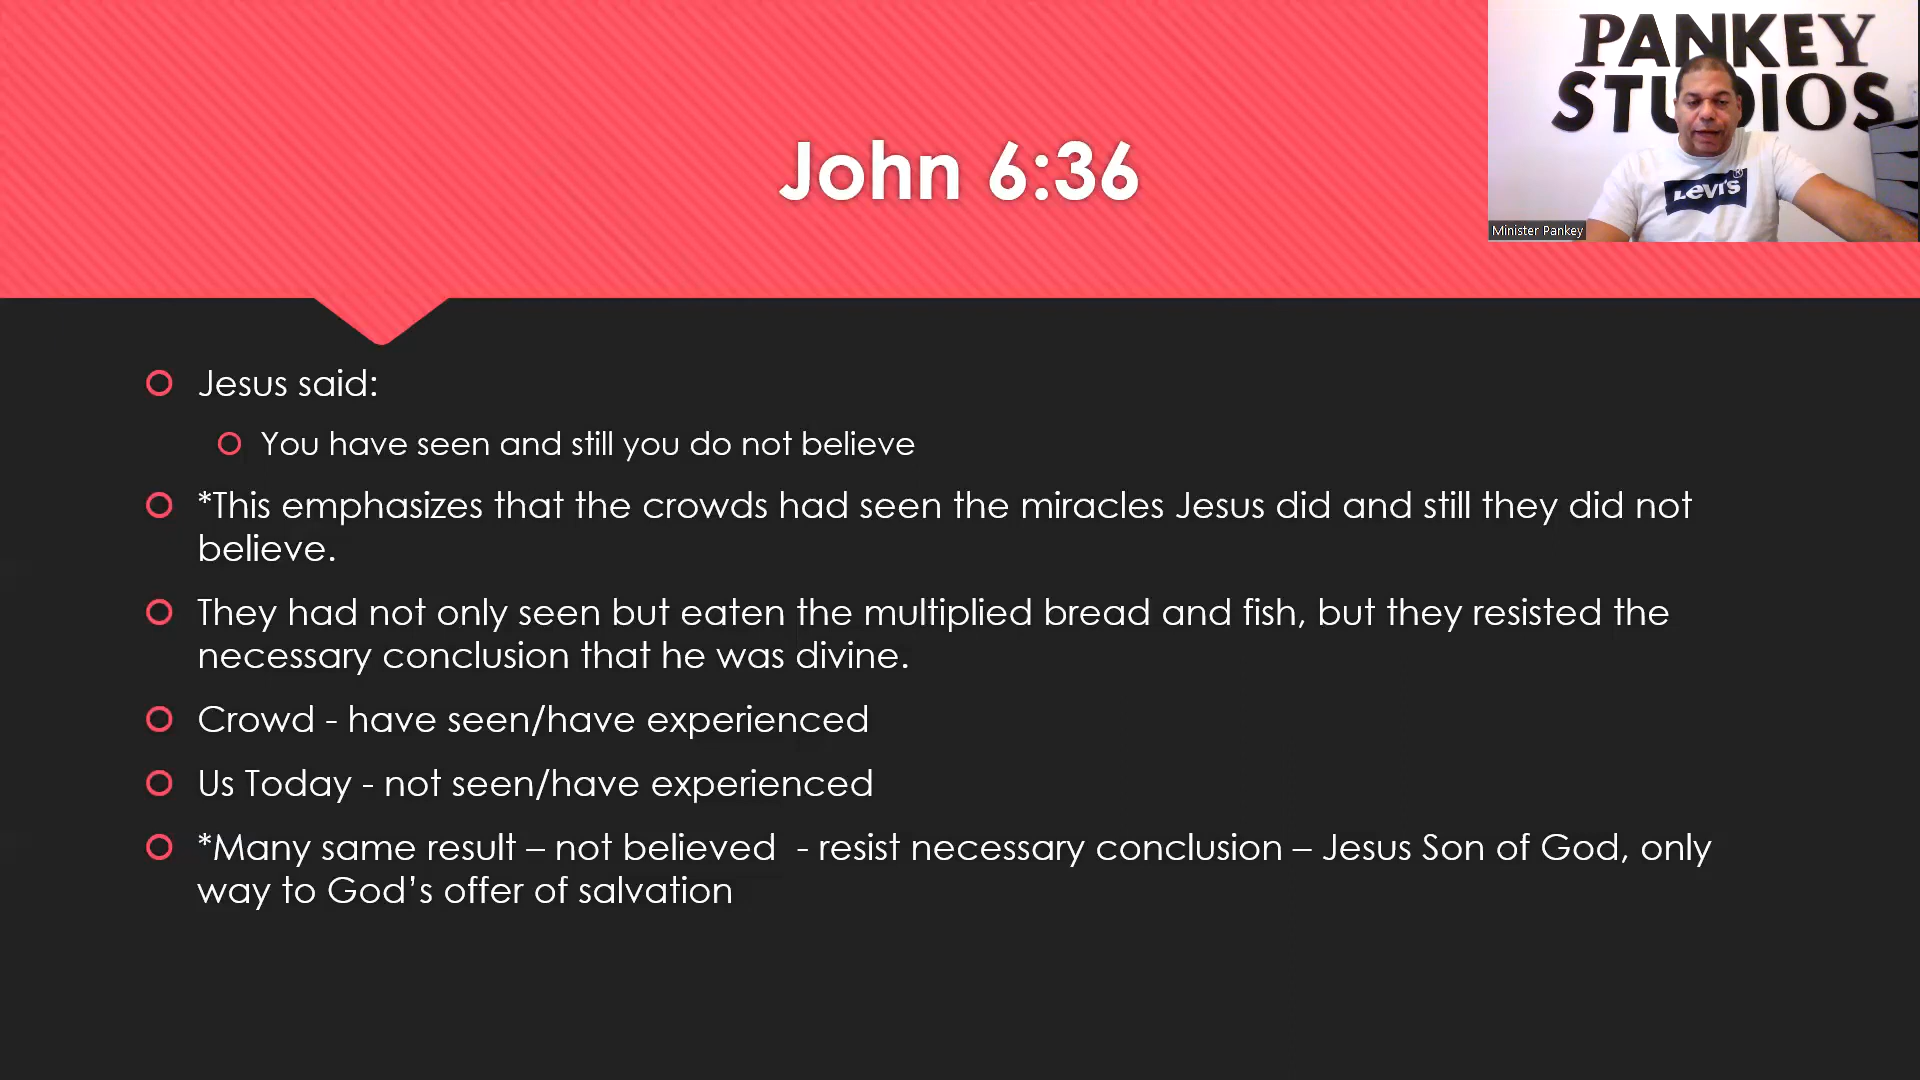 PANKEY
STUDIOS
John 6:36
LEVI'S®
Minister Pankey
Jesus said:
You have seen and still you do not believe
*This emphasizes that the crowds had seen the miracles Jesus did and still they did not
believe.
They had not only seen but eaten the multiplied bread and fish, but they resisted the
necessary conclusion that he was divine.
Crowd - have seen/have experienced
Us Today - not seen/have experienced
*Many same result – not believed  - resist necessary conclusion – Jesus Son of God, only
way to God’s offer of salvation